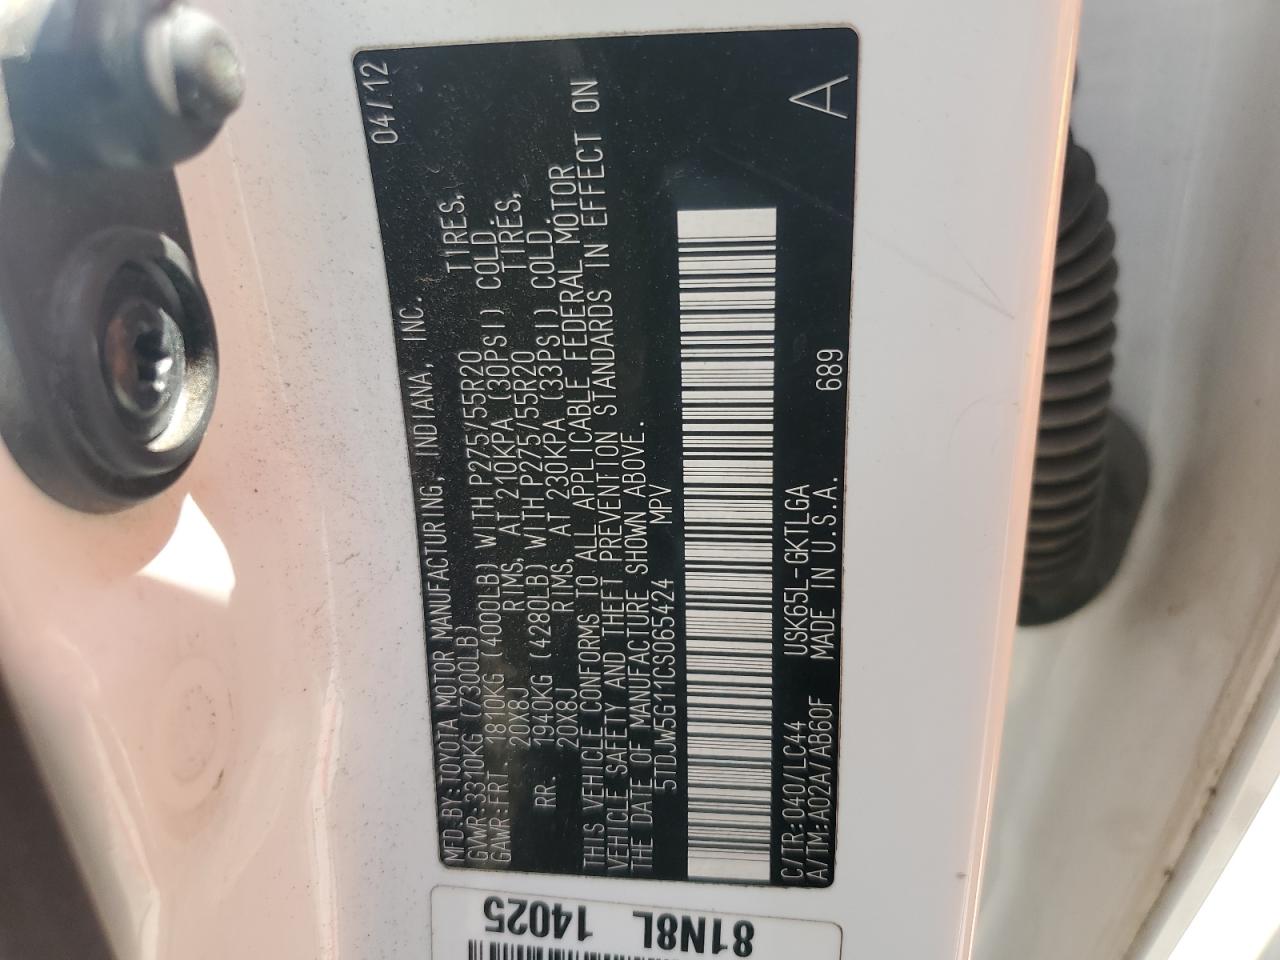 MFD.BY:TOYOTA MOTOR MANUFACTURING, INDIANA, INC. 04/12
GVWR:3310KG (7300LB)
GAWR:FRT 1810KG (4000LB) WITH P275/55R20 TIRES,
20X8J RIMS, AT 210KPA (30PSI) COLD
RR. 1940KG (4280LB) WITH P275/55R20 TIRES,
20X8J RIMS, AT 230KPA (33PSI) COLD.
THIS VEHICLE CONFORMS TO ALL APPLICABLE FEDERAL MOTOR
VEHICLE SAFETY AND THEFT PREVENTION STANDARDS IN EFFECT ON
THE DATE OF MANUFACTURE SHOWN ABOVE.
5TDJW5G11CS065424 MPV
C/TR:040/LC44 USK65L-GKTLGA 689 A
A/TM:A02A/AB60F MADE IN U.S.A.
81N8L
14025